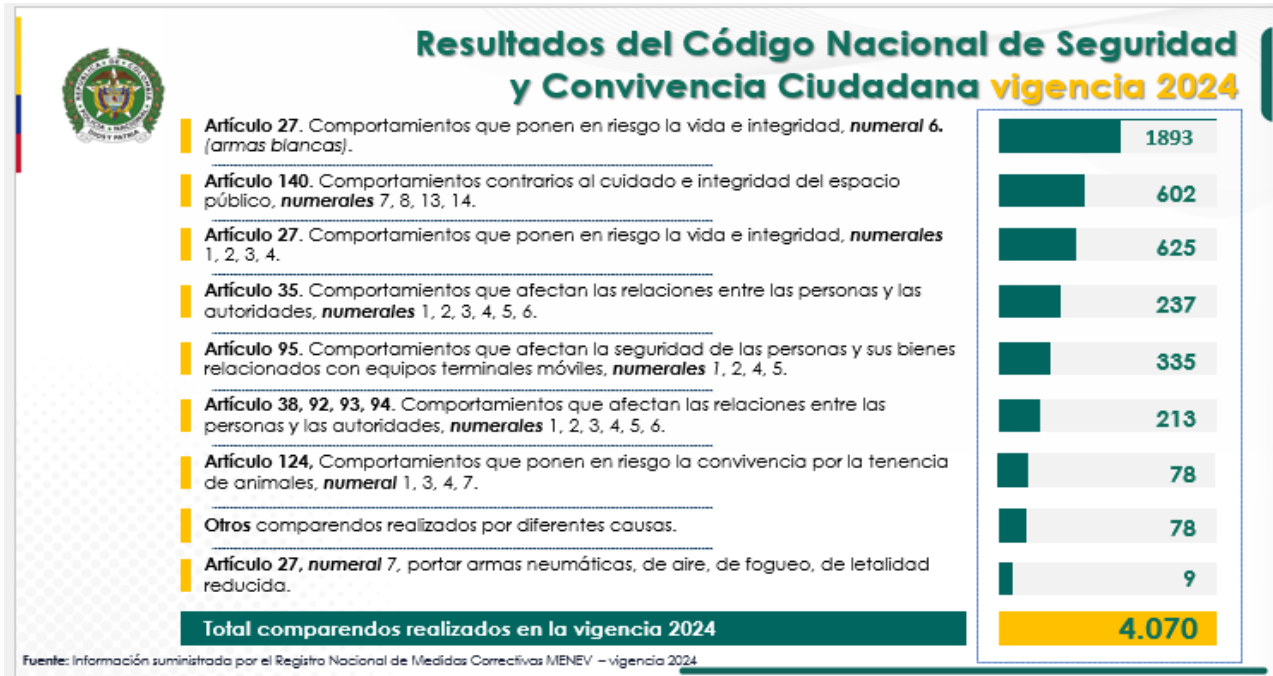 Resultados del Código Nacional de Seguridad
y Convivencia Ciudadana vigencia 2024
REPÚBLICA DE COLOMBIA
POLICÍA NACIONAL
DIOS Y PATRIA
Artículo 27. Comportamientos que ponen en riesgo la vida e integridad, numeral 6.
(armas blancas).
1893
Artículo 140. Comportamientos contrarios al cuidado e integridad del espacio
público, numerales 7, 8, 13, 14.
602
Artículo 27. Comportamientos que ponen en riesgo la vida e integridad, numerales
1, 2, 3, 4.
625
Artículo 35. Comportamientos que afectan las relaciones entre las personas y las
autoridades, numerales 1, 2, 3, 4, 5, 6.
237
Artículo 95. Comportamientos que afectan la seguridad de las personas y sus bienes
relacionados con equipos terminales móviles, numerales 1, 2, 4, 5.
335
Artículo 38, 92, 93, 94. Comportamientos que afectan las relaciones entre las
personas y las autoridades, numerales 1, 2, 3, 4, 5, 6.
213
Artículo 124, Comportamientos que ponen en riesgo la convivencia por la tenencia
de animales, numeral 1, 3, 4, 7.
78
Otros comparendos realizados por diferentes causas.
78
Artículo 27, numeral 7, portar armas neumáticas, de aire, de fogueo, de letalidad
reducida.
9
Total comparendos realizados en la vigencia 2024
4.070
Fuente: Información suministrada por el Registro Nacional de Medidas Correctivas MENEV – vigencia 2024